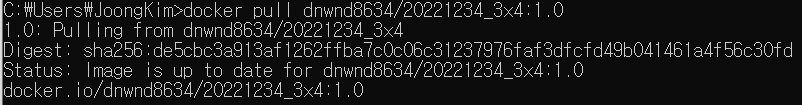 C:₩Users₩JoongKim>docker pull dnwnd8634/20221234_3x4:1.0
1.0: Pulling from dnwnd8634/20221234_3x4
Digest: sha256:de5cbc3a913af1262ffba7c0c06c31237976faf3dfcfd49b041461a4f56c30fd
Status: Image is up to date for dnwnd8634/20221234_3x4:1.0
docker.io/dnwnd8634/20221234_3x4:1.0